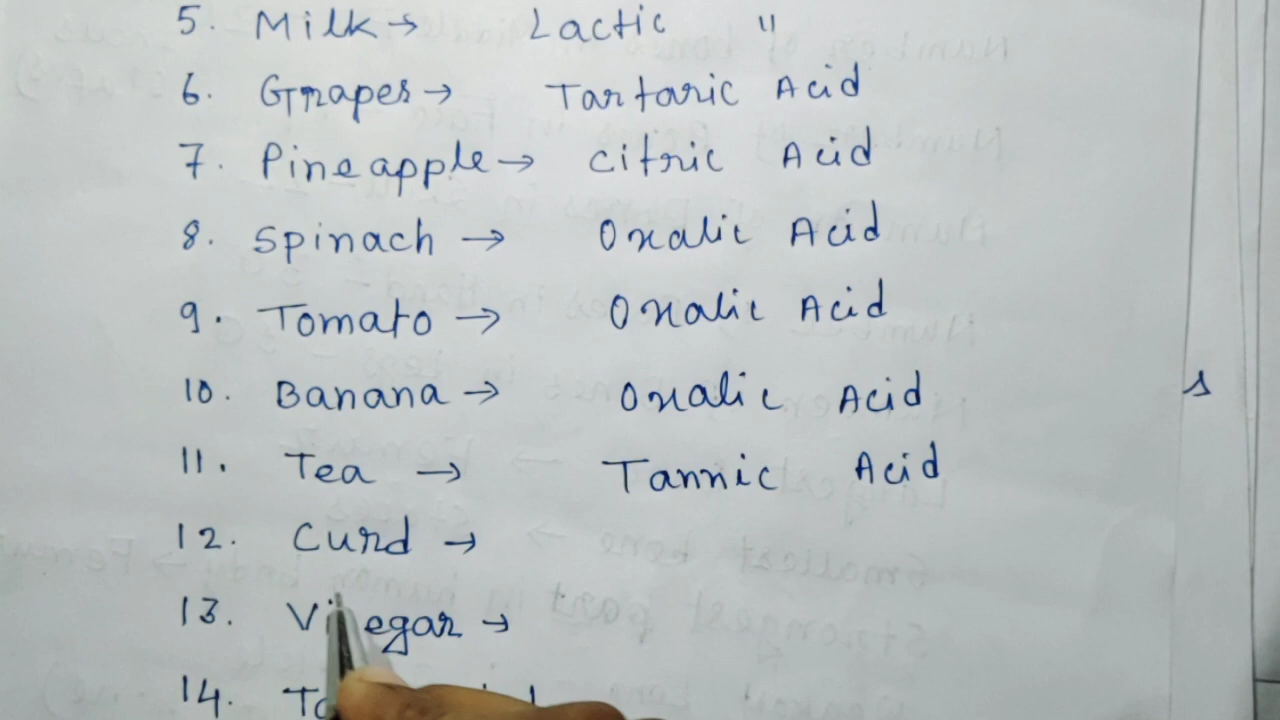 5. Milk → Lactic "
6. Grapes → Tartaric Acid
7. Pineapple → Citric Acid
8. Spinach → Oxalic Acid
9. Tomato → Oxalic Acid
10. Banana → Oxalic Acid
11. Tea → Tannic Acid
12. Curd →
13. Vinegar →
14.